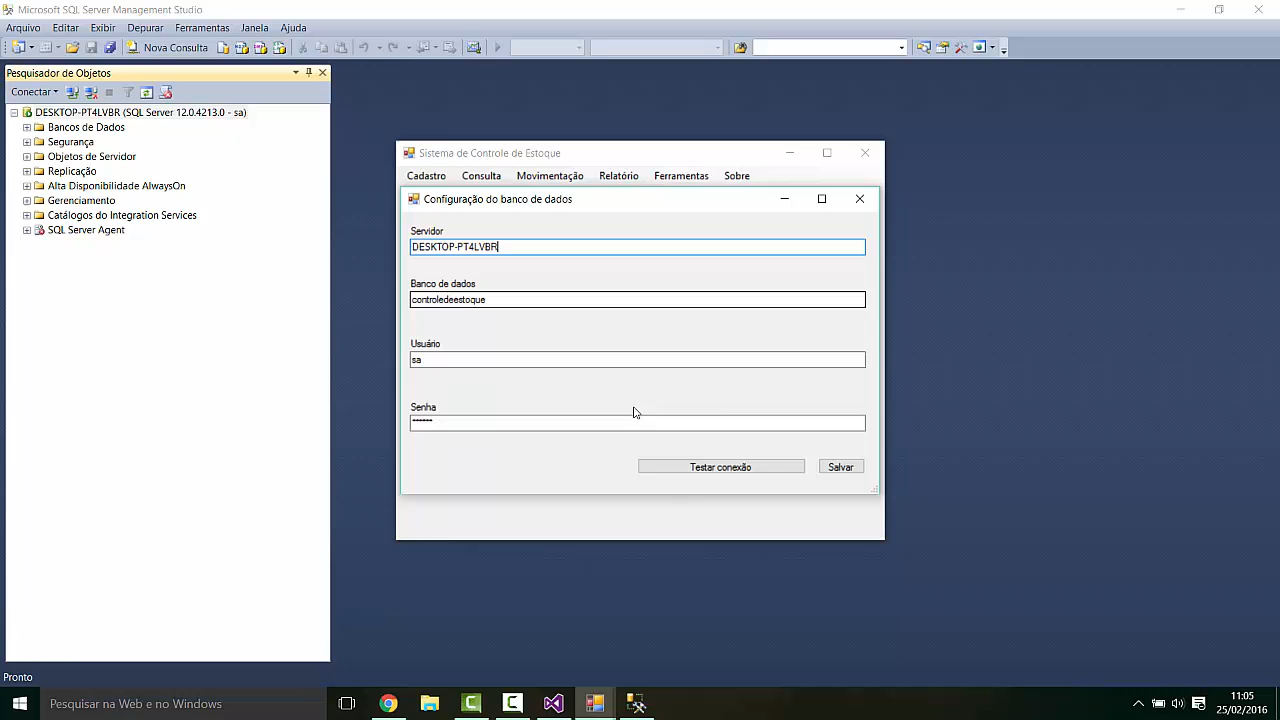 Microsoft SQL Server Management Studio
Arquivo Editar Exibir Depurar Ferramentas Janela Ajuda
Nova Consulta
Pesquisador de Objetos
Conectar
DESKTOP-PT4LVBR (SQL Server 12.0.4213.0 - sa)
Bancos de Dados
Segurança
Objetos de Servidor
Replicação
Alta Disponibilidade AlwaysOn
Gerenciamento
Catálogos do Integration Services
SQL Server Agent
Sistema de Controle de Estoque
Cadastro Consulta Movimentação Relatório Ferramentas Sobre
Configuração do banco de dados
Servidor
DESKTOP-PT4LVBR
Banco de dados
controledeestoque
Usuário
sa
Senha
******
Testar conexão Salvar
Pronto
Pesquisar na Web e no Windows
11:05
25/02/2016